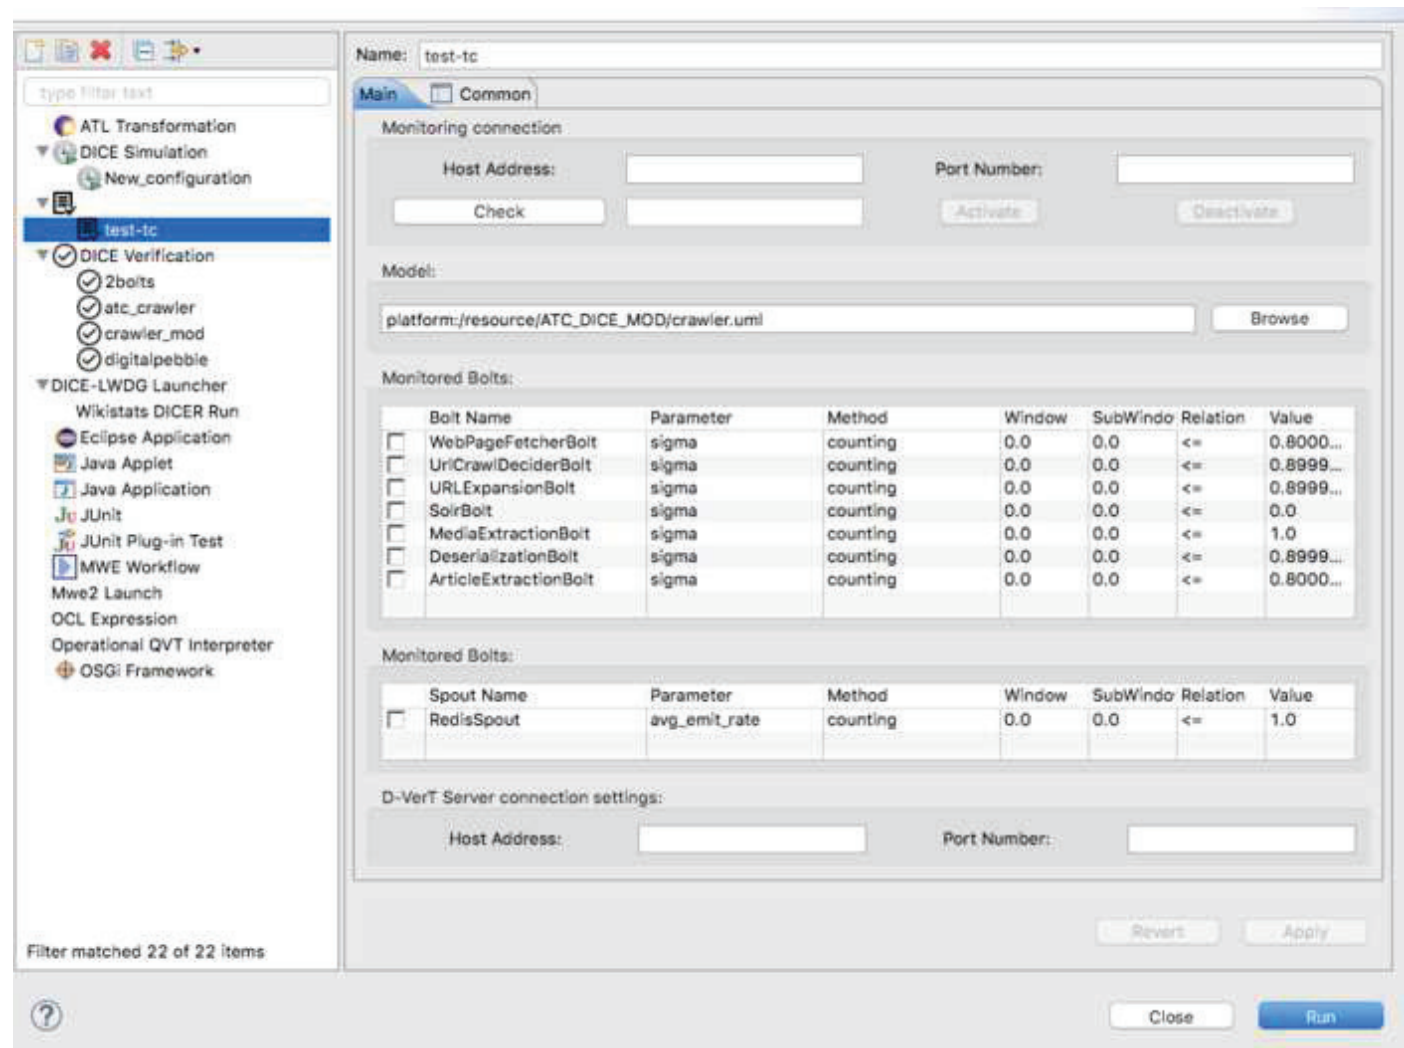 Name: test-tc
type filter text
Main Common
ATL Transformation
Monitoring connection
DICE Simulation
Host Address: Port Number:
New_configuration
Check Activate Deactivate
test-tc
DICE Verification
Model:
2bolts
atc_crawler
platform:/resource/ATC_DICE_MOD/crawler.uml Browse
crawler_mod
digitalpebble
Monitored Bolts:
DICE-LWDG Launcher
Wikistats DICER Run
Bolt Name Parameter Method Window SubWindo Relation Value
Eclipse Application
WebPageFetcherBolt sigma counting 0.0 0.0 <= 0.8000...
Java Applet
UrlCrawlDeciderBolt sigma counting 0.0 0.0 <= 0.8999...
Java Application
URLExpansionBolt sigma counting 0.0 0.0 <= 0.8999...
Ju JUnit
SolrBolt sigma counting 0.0 0.0 <= 0.0
JUnit Plug-in Test
MediaExtractionBolt sigma counting 0.0 0.0 <= 1.0
MWE Workflow
DeserializationBolt sigma counting 0.0 0.0 <= 0.8999...
Mwe2 Launch
ArticleExtractionBolt sigma counting 0.0 0.0 <= 0.8000...
OCL Expression
Operational QVT Interpreter
Monitored Bolts:
OSGi Framework
Spout Name Parameter Method Window SubWindo Relation Value
RedisSpout avg_emit_rate counting 0.0 0.0 <= 1.0
D-VerT Server connection settings:
Host Address: Port Number:
Revert Apply
Filter matched 22 of 22 items
? Close Run